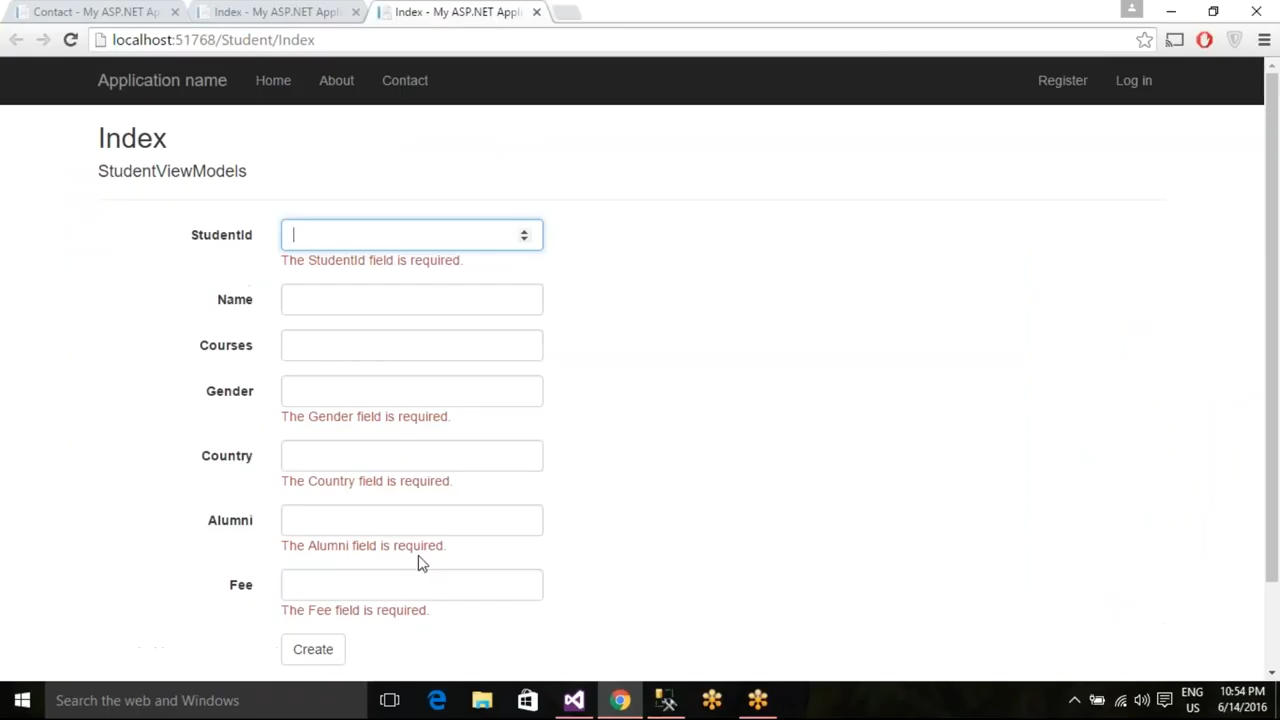 Contact - My ASP.NET Ap
Index - My ASP.NET Appli
Index - My ASP.NET Appli
localhost:51768/Student/Index
Application name Home About Contact Register Log in
Index
StudentViewModels
StudentId
The StudentId field is required.
Name
Courses
Gender
The Gender field is required.
Country
The Country field is required.
Alumni
The Alumni field is required.
Fee
The Fee field is required.
Create
Search the web and Windows
ENG
US
10:54 PM
6/14/2016